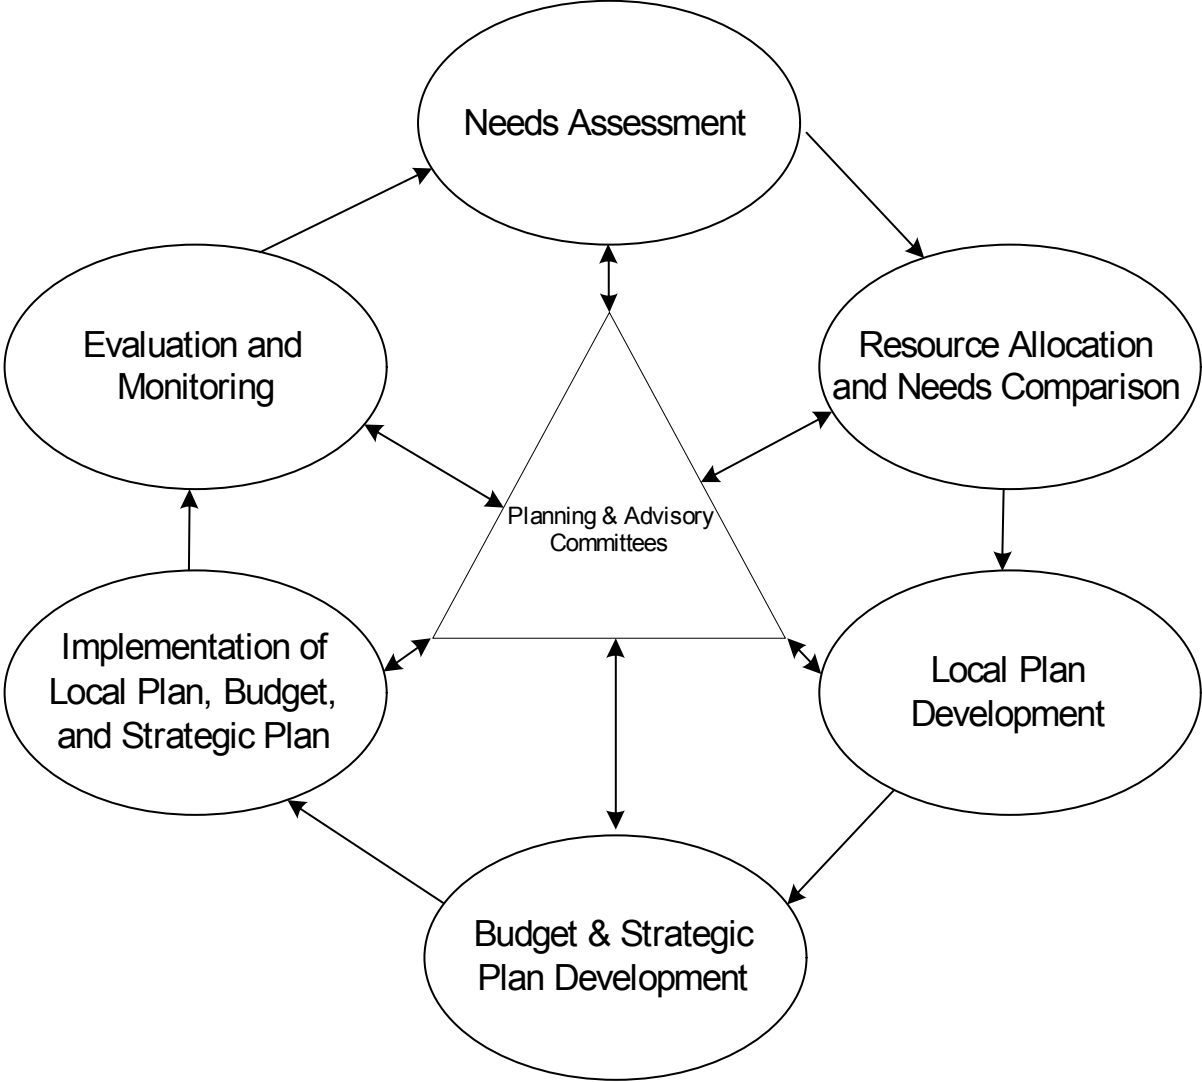 Needs Assessment
Evaluation and
Monitoring
Resource Allocation
and Needs Comparison
Planning & Advisory
Committees
Implementation of
Local Plan, Budget,
and Strategic Plan
Local Plan
Development
Budget & Strategic
Plan Development